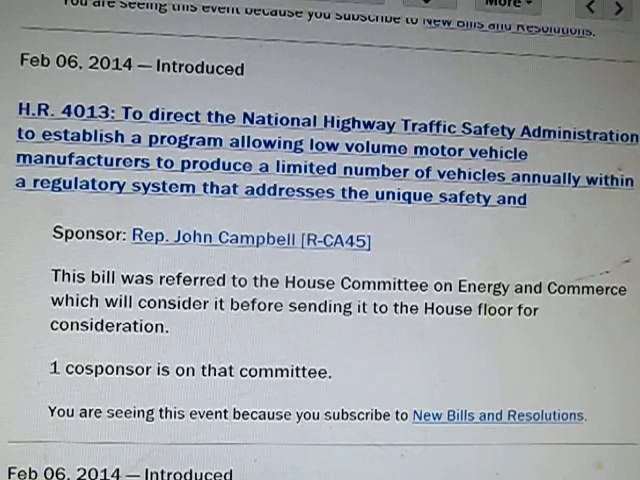 You are seeing this event because you subscribe to New Bills and Resolutions.
More
Feb 06, 2014 — Introduced
H.R. 4013: To direct the National Highway Traffic Safety Administration
to establish a program allowing low volume motor vehicle
manufacturers to produce a limited number of vehicles annually within
a regulatory system that addresses the unique safety and
Sponsor: Rep. John Campbell [R-CA45]
This bill was referred to the House Committee on Energy and Commerce
which will consider it before sending it to the House floor for
consideration.
1 cosponsor is on that committee.
You are seeing this event because you subscribe to New Bills and Resolutions.
Feb 06, 2014 — Introduced